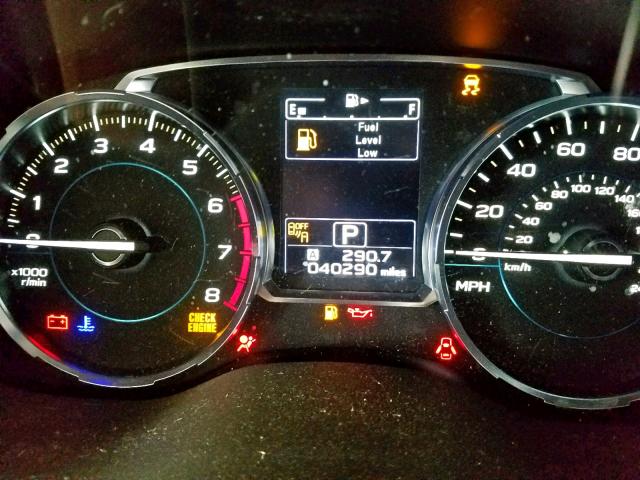 E F
Fuel
Level
Low
OFF
A
P
A 290.7
040290 miles
1 2 3 4 5 6 7 8
x1000
r/min
CHECK
ENGINE
20 40 60 80
20 40 60 80 100 120 140
km/h
MPH